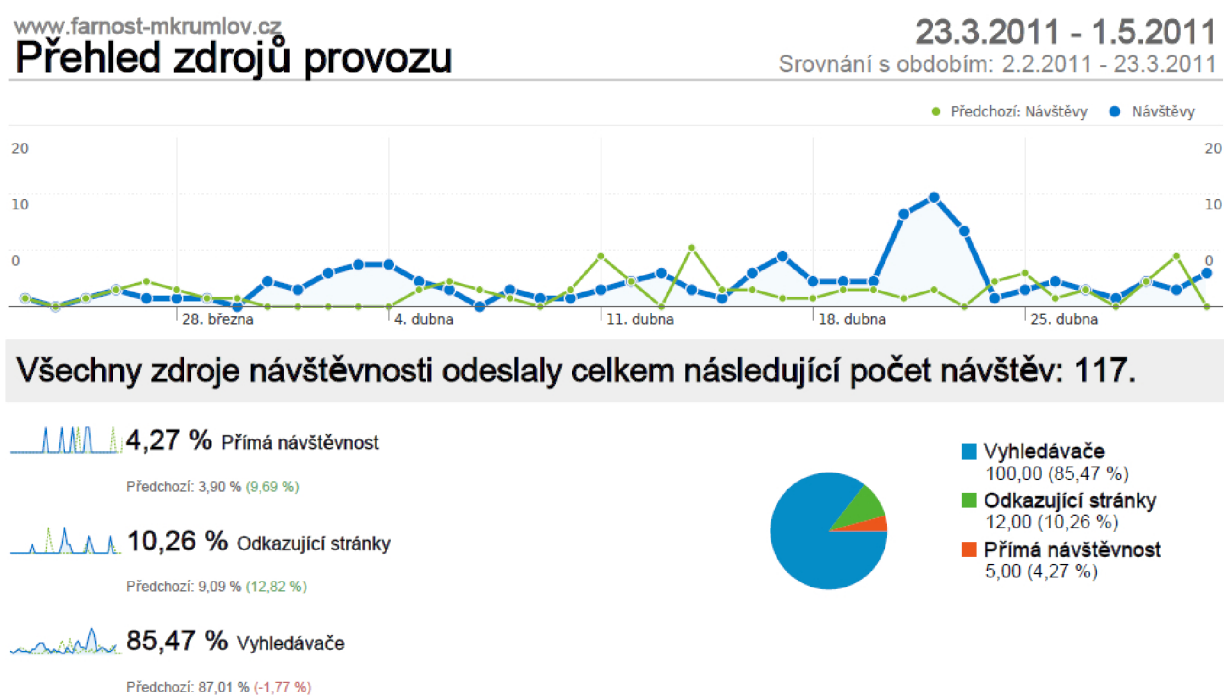 www.farnost-mkrumlov.cz
Přehled zdrojů provozu
23.3.2011 - 1.5.2011
Srovnání s obdobím: 2.2.2011 - 23.3.2011
Předchozí: Návštěvy
Návštěvy
20
20
10
10
0
0
28. března
4. dubna
11. dubna
18. dubna
25. dubna
Všechny zdroje návštěvnosti odeslaly celkem následující počet návštěv: 117.
4,27 % Přímá návštěvnost
Předchozí: 3,90 % (9,69 %)
10,26 % Odkazující stránky
Předchozí: 9,09 % (12,82 %)
85,47 % Vyhledávače
Předchozí: 87,01 % (-1,77 %)
Vyhledávače
100,00 (85,47 %)
Odkazující stránky
12,00 (10,26 %)
Přímá návštěvnost
5,00 (4,27 %)